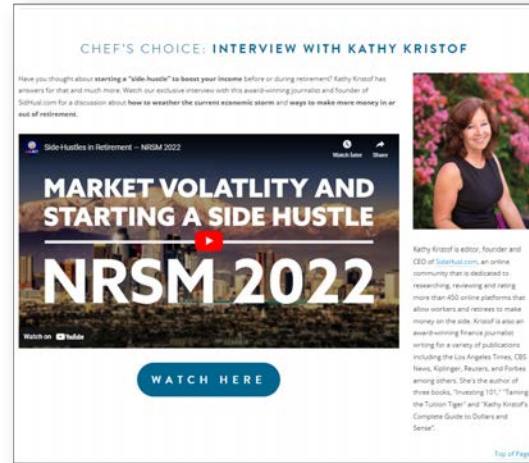 CHEF'S CHOICE: INTERVIEW WITH KATHY KRISTOF
Have you thought about starting a "side-hustle" to boost your income before or during retirement? Kathy Kristof has
answers for that and much more. Watch our exclusive interview with this award-winning journalist and founder of
SideHusl.com for a discussion about how to weather the current economic storm and ways to make more money in or
out of retirement.
Side-Hustles in Retirement — NRSM 2022
Watch later
Share
MARKET VOLATLITY AND
STARTING A SIDE HUSTLE
NRSM 2022
Watch on YouTube
WATCH HERE
Kathy Kristof is editor, founder and
CEO of SideHusl.com, an online
community that is dedicated to
researching, reviewing and rating
more than 450 online platforms that
allow workers and retirees to make
money on the side. Kristof is also an
award-winning finance journalist
writing for a variety of publications
including the Los Angeles Times, CBS
News, Kiplinger, Reuters, and Forbes
among others. She's the author of
three books, "Investing 101," "Taming
the Tuition Tiger" and "Kathy Kristof's
Complete Guide to Dollars and
Sense".
Top of Page